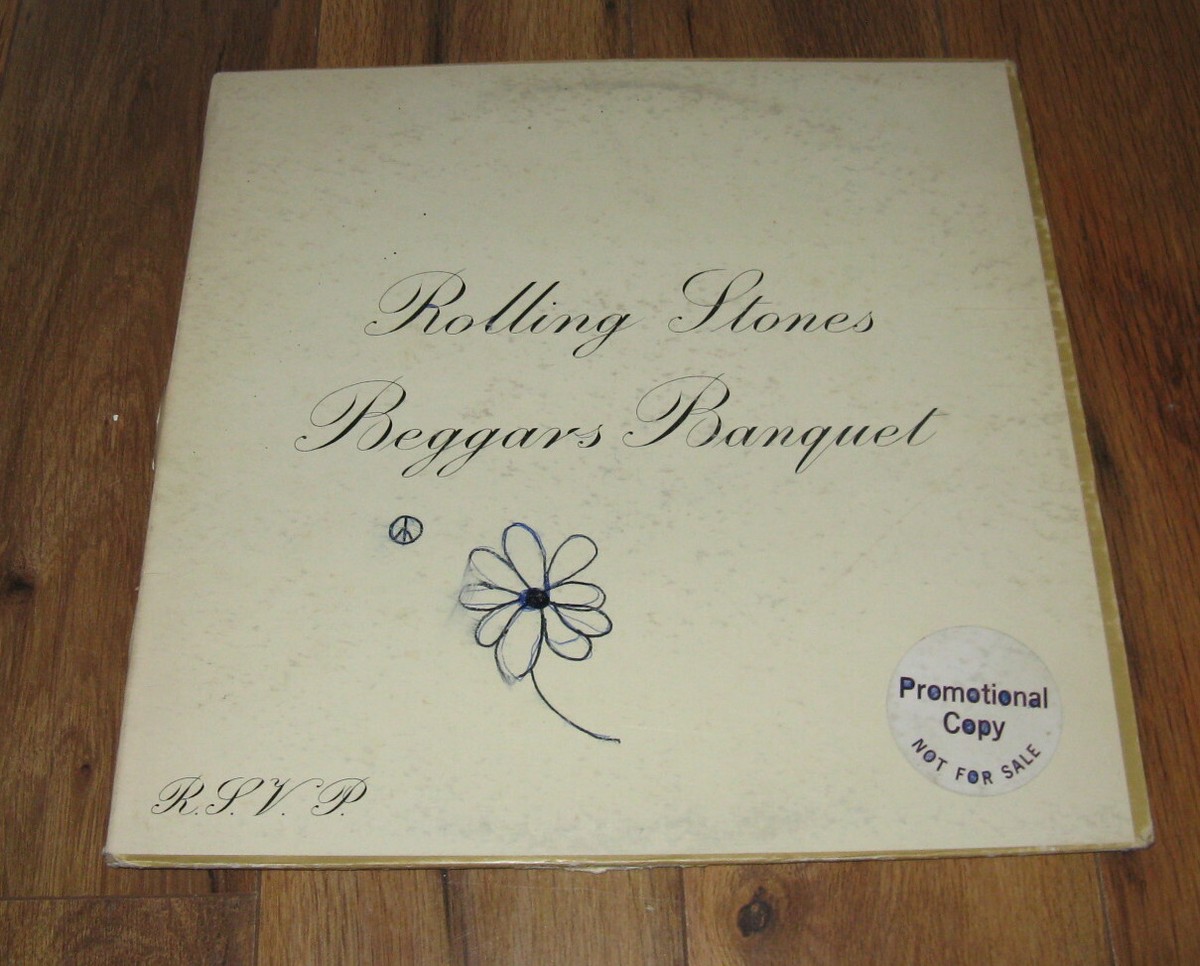 Rolling Stones
Beggars Banquet
R.S.V.P.
Promotional
Copy
NOT FOR SALE